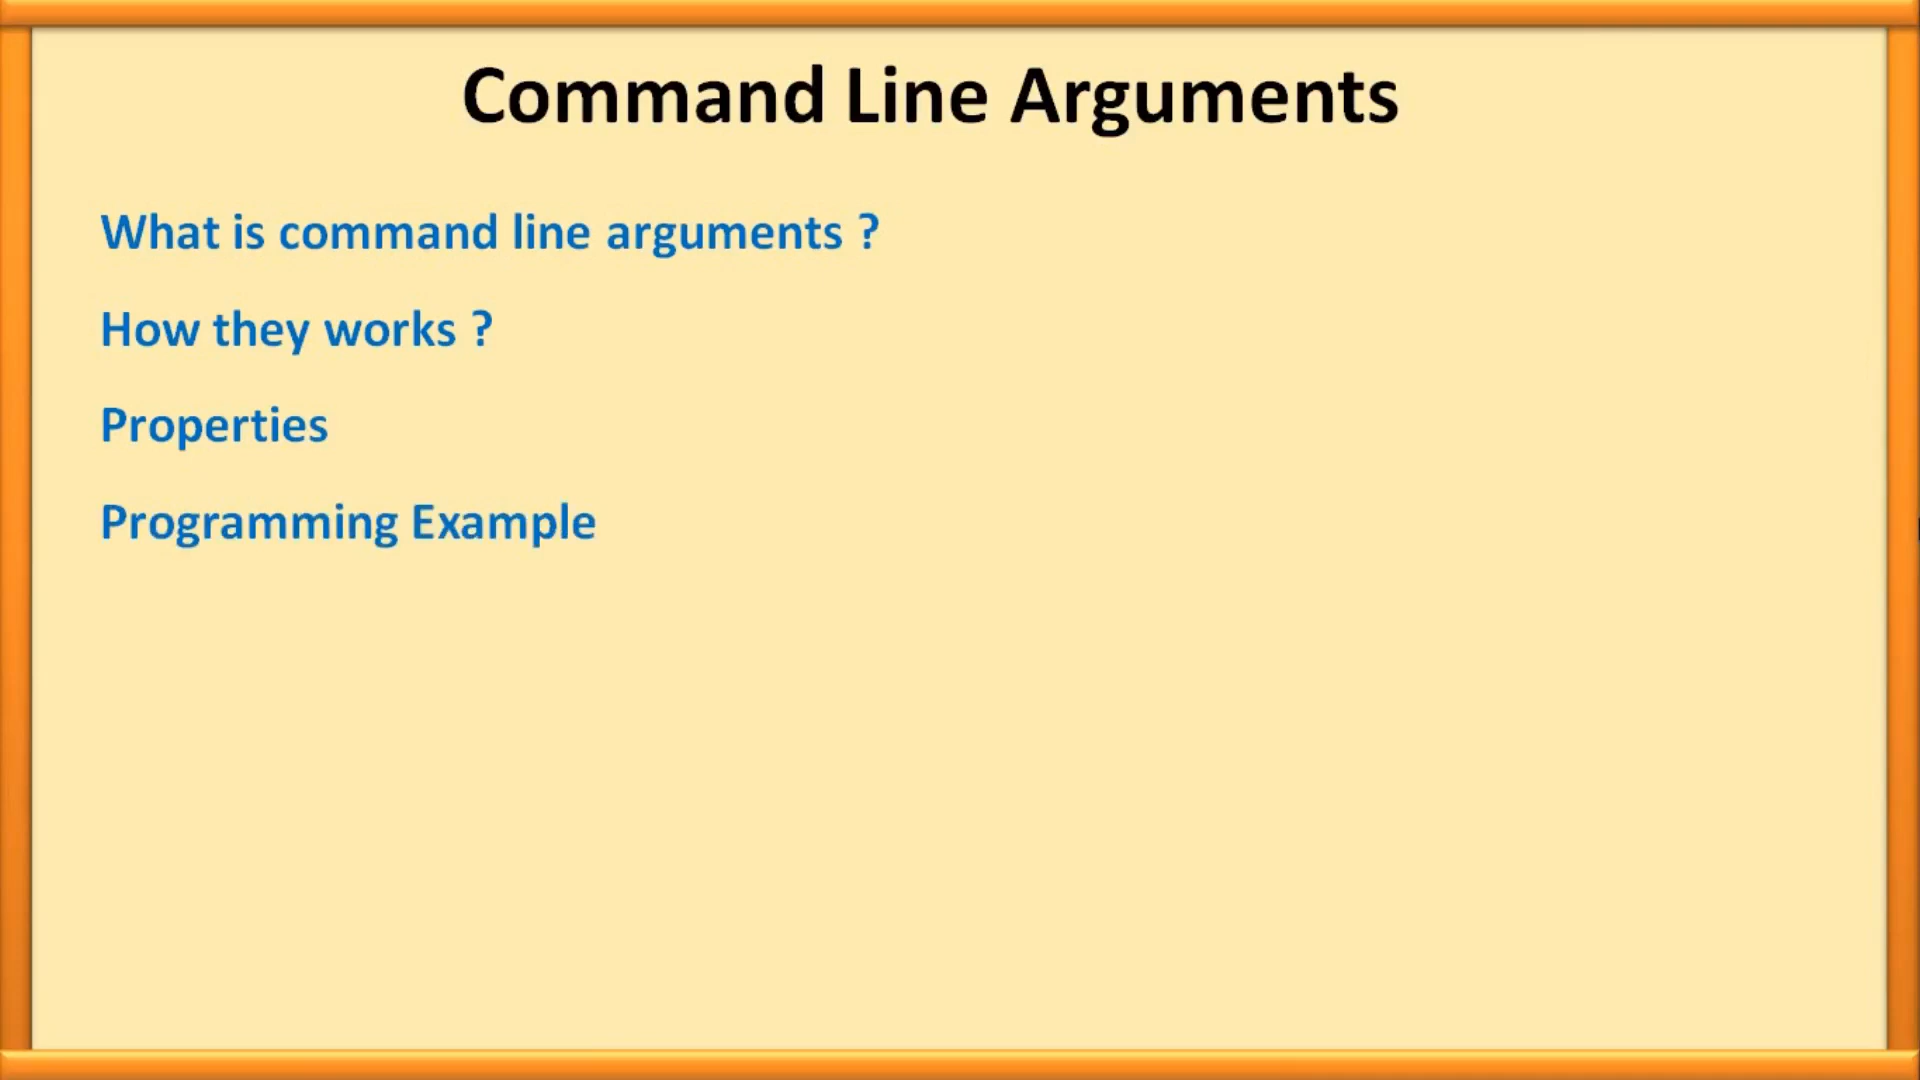 Command Line Arguments
What is command line arguments ?
How they works ?
Properties
Programming Example